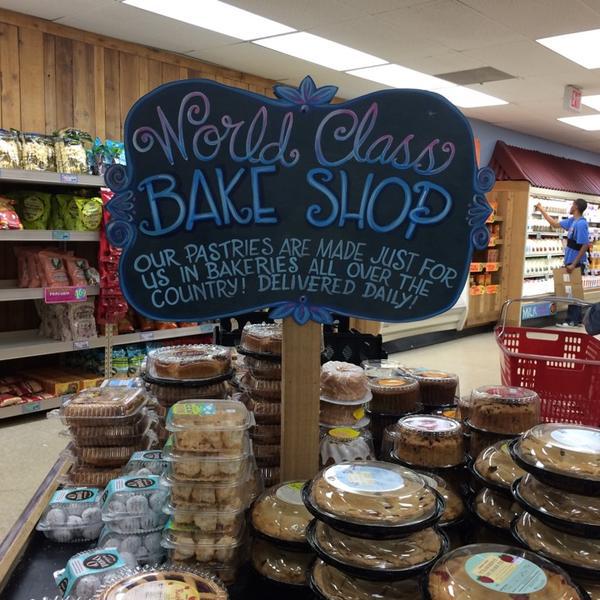 World Class
BAKE SHOP
OUR PASTRIES ARE MADE JUST FOR
US IN BAKERIES ALL OVER THE
COUNTRY! DELIVERED DAILY!
MILK